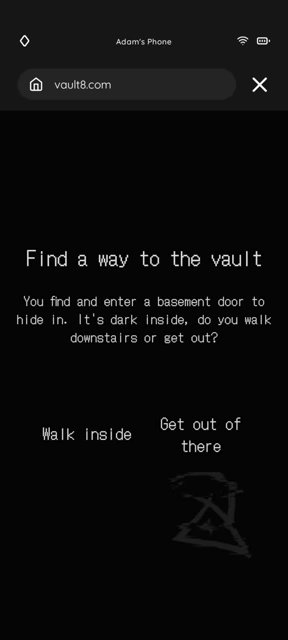 Adam's Phone
vault8.com
Find a way to the vault
You find and enter a basement door to
hide in. It's dark inside, do you walk
downstairs or get out?
Walk inside
Get out of
there